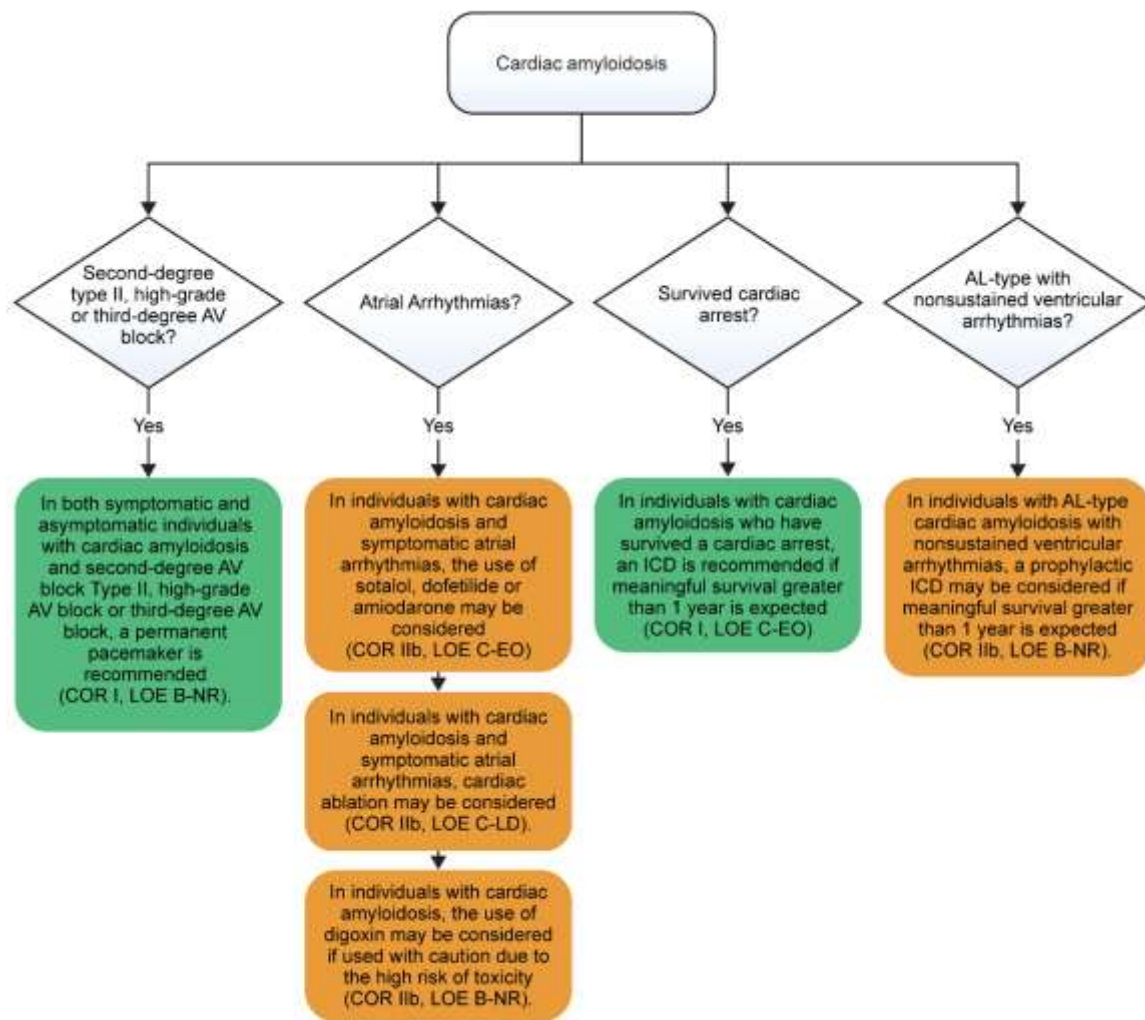 Cardiac amyloidosis
Second-degree
type II, high-grade
or third-degree AV
block?
Atrial Arrhythmias?
Survived cardiac
arrest?
AL-type with
nonsustained ventricular
arrhythmias?
Yes
Yes
Yes
Yes
In both symptomatic and
asymptomatic individuals
with cardiac amyloidosis
and second-degree AV
block Type II, high-grade
AV block or third-degree AV
block, a permanent
pacemaker is
recommended
(COR I, LOE B-NR).
In individuals with cardiac
amyloidosis and
symptomatic atrial
arrhythmias, the use of
sotalol, dofetilide or
amiodarone may be
considered
(COR IIb, LOE C-EO)
In individuals with cardiac
amyloidosis and
symptomatic atrial
arrhythmias, cardiac
ablation may be considered
(COR IIb, LOE C-LD).
In individuals with cardiac
amyloidosis, the use of
digoxin may be considered
if used with caution due to
the high risk of toxicity
(COR IIb, LOE B-NR).
In individuals with cardiac
amyloidosis who have
survived a cardiac arrest,
an ICD is recommended if
meaningful survival greater
than 1 year is expected
(COR I, LOE C-EO)
In individuals with AL-type
cardiac amyloidosis with
nonsustained ventricular
arrhythmias, a prophylactic
ICD may be considered if
meaningful survival greater
than 1 year is expected
(COR IIb, LOE B-NR).